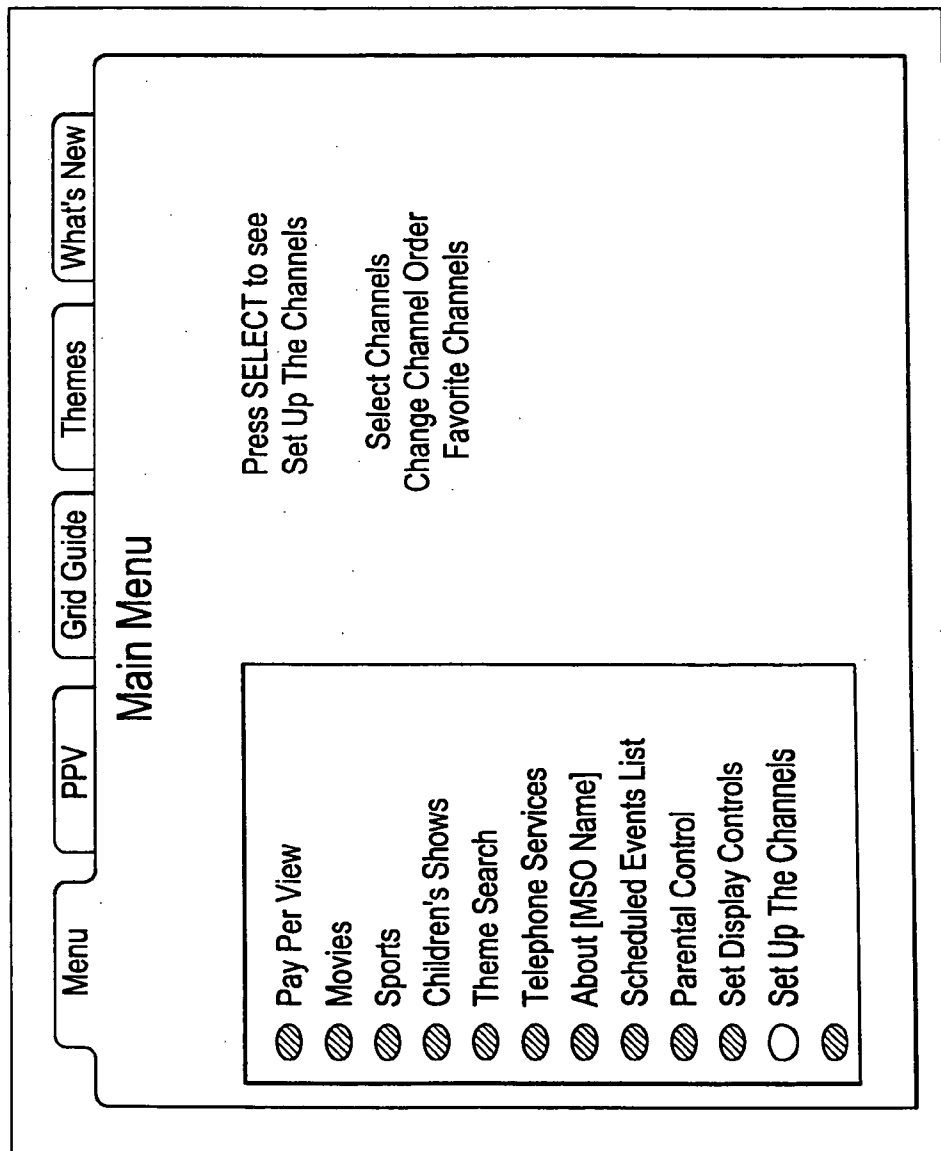 Menu
PPV
Grid Guide
Themes
What's New
Main Menu
Pay Per View
Movies
Sports
Children's Shows
Theme Search
Telephone Services
About [MSO Name]
Scheduled Events List
Parental Control
Set Display Controls
Set Up The Channels
Press SELECT to see
Set Up The Channels
Select Channels
Change Channel Order
Favorite Channels